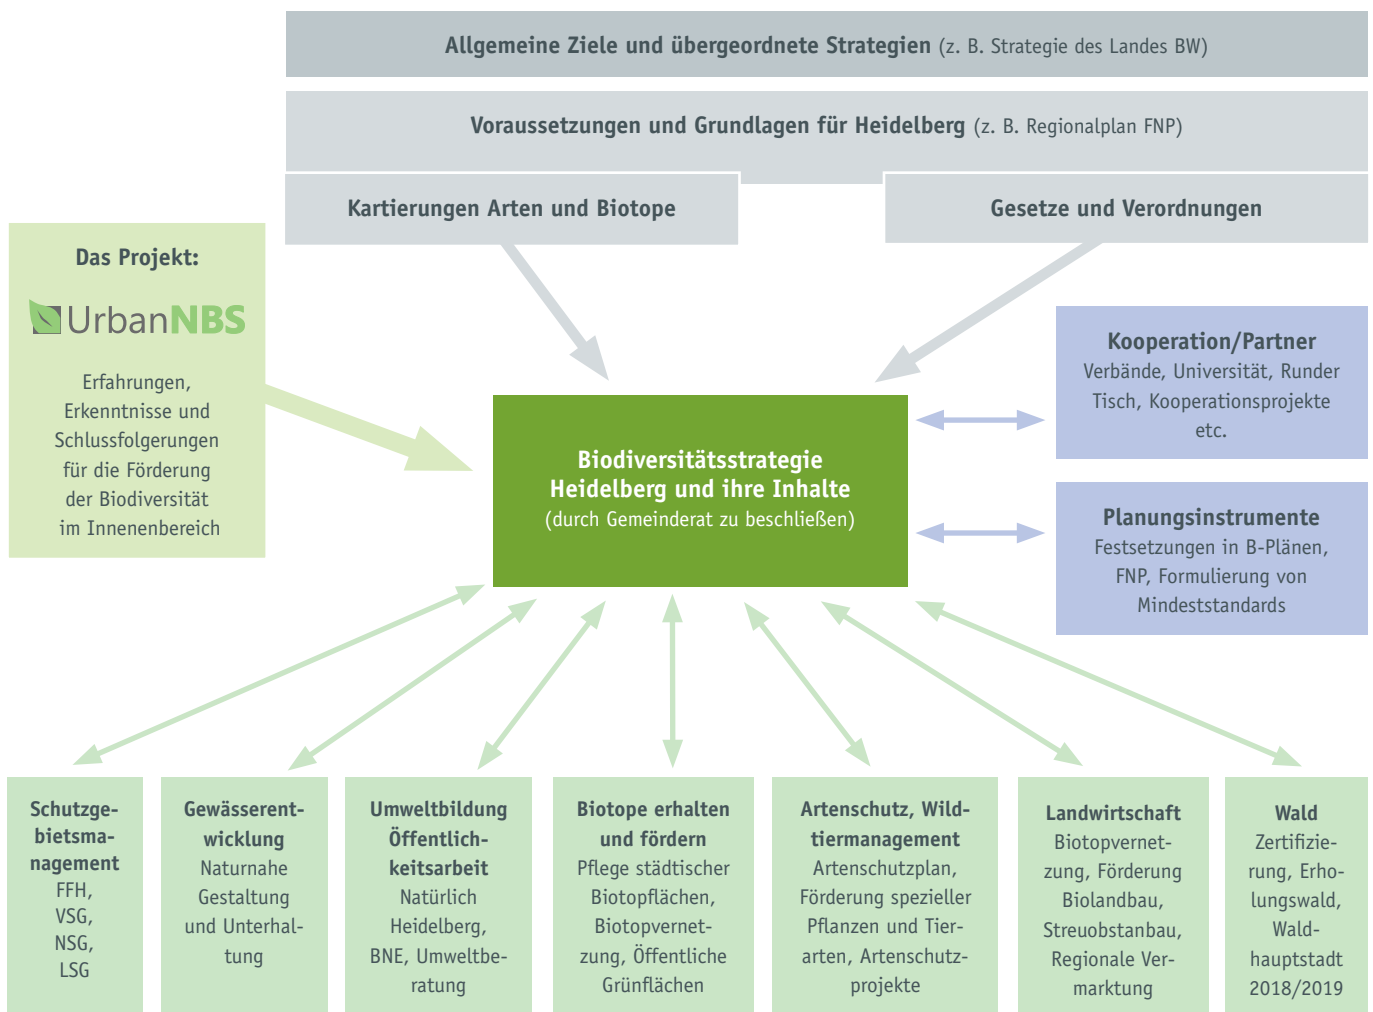 Allgemeine Ziele und übergeordnete Strategien (z. B. Strategie des Landes BW)
Voraussetzungen und Grundlagen für Heidelberg (z. B. Regionalplan FNP)
Kartierungen Arten und Biotope
Gesetze und Verordnungen
Das Projekt:
UrbanNBS
Erfahrungen,
Erkenntnisse und
Schlussfolgerungen
für die Förderung
der Biodiversität
im Innenenbereich
Kooperation/Partner
Verbände, Universität, Runder
Tisch, Kooperationsprojekte
etc.
Biodiversitätsstrategie
Heidelberg und ihre Inhalte
(durch Gemeinderat zu beschließen)
Planungsinstrumente
Festsetzungen in B-Plänen,
FNP, Formulierung von
Mindeststandards
Schutzge-
bietsma-
nagement
FFH,
VSG,
NSG,
LSG
Gewässerent-
wicklung
Naturnahe
Gestaltung
und Unterhal-
tung
Umweltbildung
Öffentlich-
keitsarbeit
Natürlich
Heidelberg,
BNE, Umweltbe-
ratung
Biotope erhalten
und fördern
Pflege städtischer
Biotopflächen,
Biotopvernet-
zung, Öffentliche
Grünflächen
Artenschutz, Wild-
tiermanagement
Artenschutzplan,
Förderung spezieller
Pflanzen und Tier-
arten, Artenschutz-
projekte
Landwirtschaft
Biotopvernet-
zung, Förderung
Biolandbau,
Streuobstanbau,
Regionale Ver-
marktung
Wald
Zertifizie-
rung, Erho-
lungswald,
Wald-
hauptstadt
2018/2019